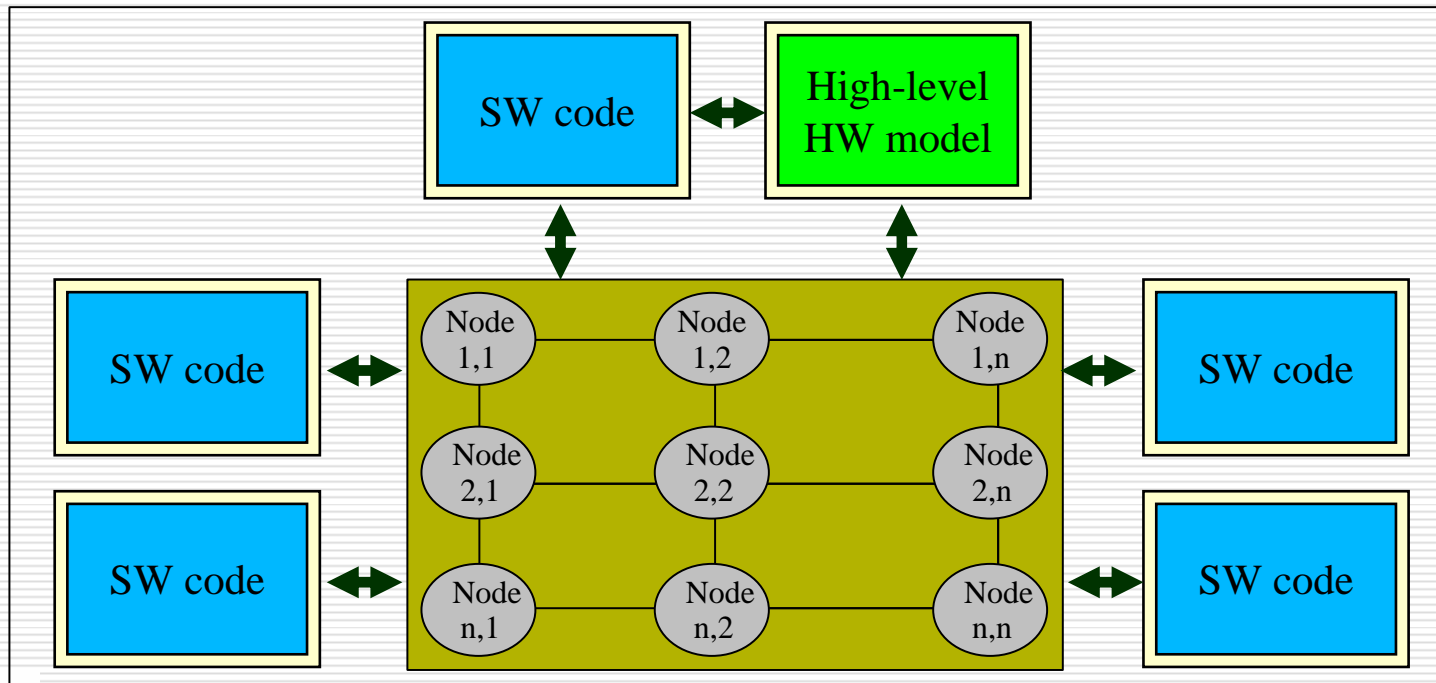 SW code
High-level
HW model
SW code
SW code
Node
1,1
Node
1,2
Node
1,n
Node
2,1
Node
2,2
Node
2,n
Node
n,1
Node
n,2
Node
n,n
SW code
SW code